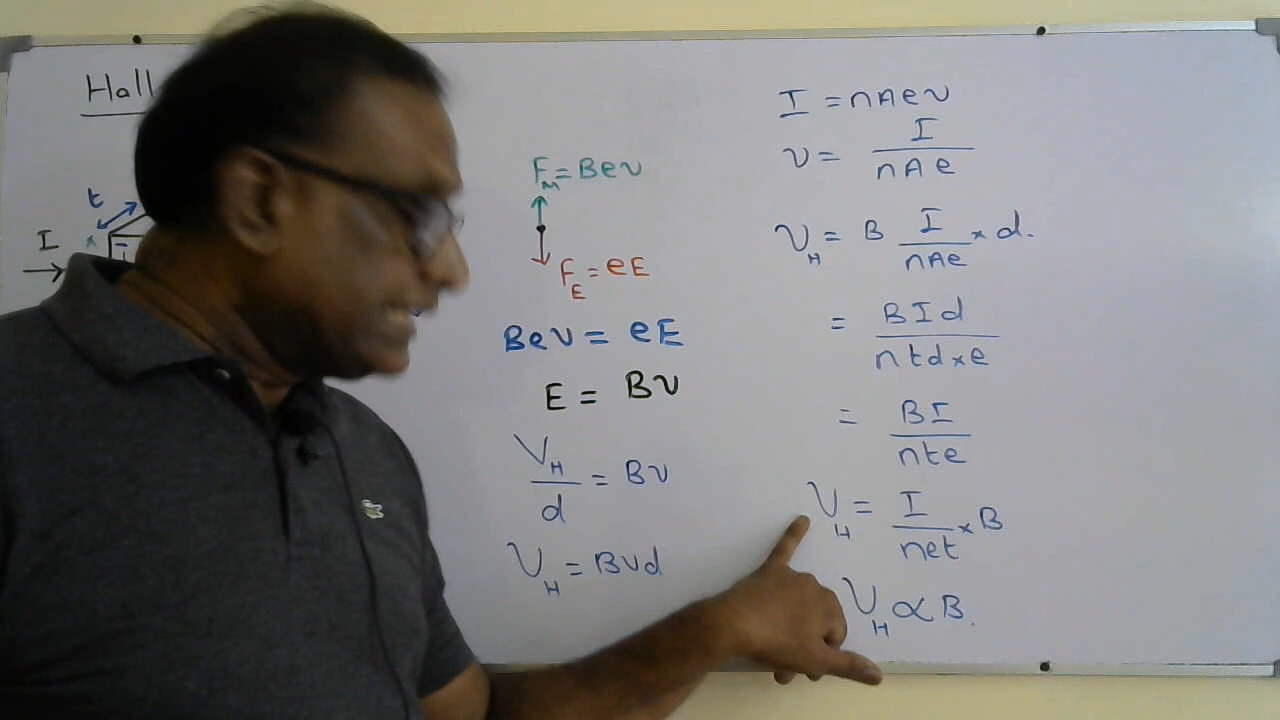 Hall
t
I
F_M = Bev
F_E = eE
Bev = eE
E = Bv
V_H / d = Bv
V_H = Bvd
I = nAev
v = I / nAe
V_H = B I / nAe × d.
= BId / ntd×e
= BI / nte
V_H = I / net × B
V_H ∝ B.